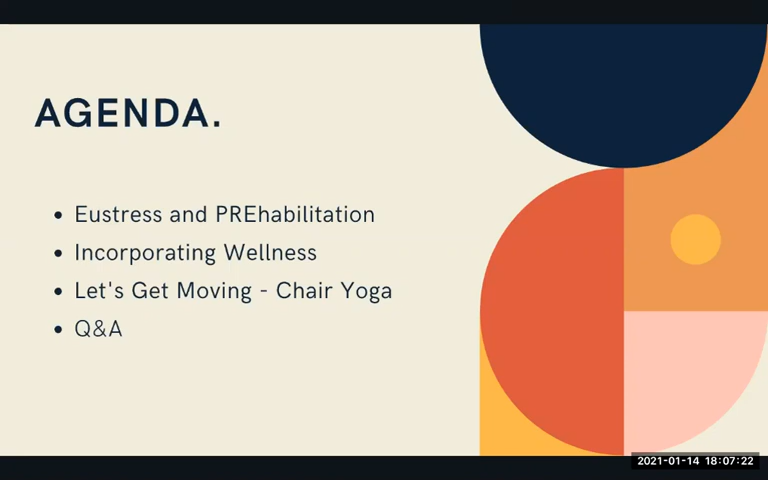 AGENDA.
Eustress and PREhabilitation
Incorporating Wellness
Let's Get Moving - Chair Yoga
Q&A
2021-01-14 18:07:22